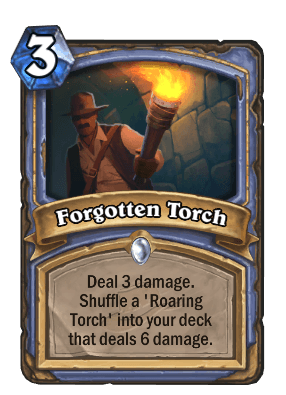 3
Forgotten Torch
Deal 3 damage.
Shuffle a 'Roaring
Torch' into your deck
that deals 6 damage.